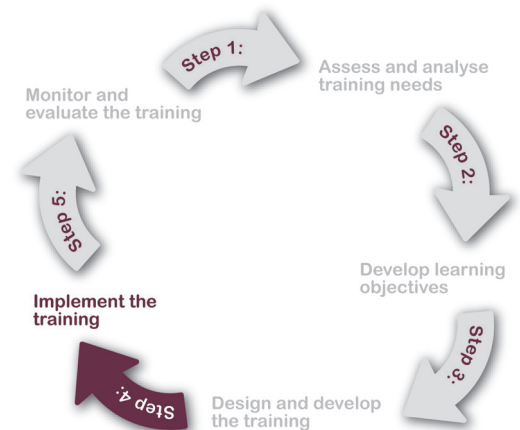 Step 1:
Assess and analyse
training needs
Step 2:
Develop learning
objectives
Step 3:
Design and develop
the training
Step 4:
Implement the
training
Step 5:
Monitor and
evaluate the training